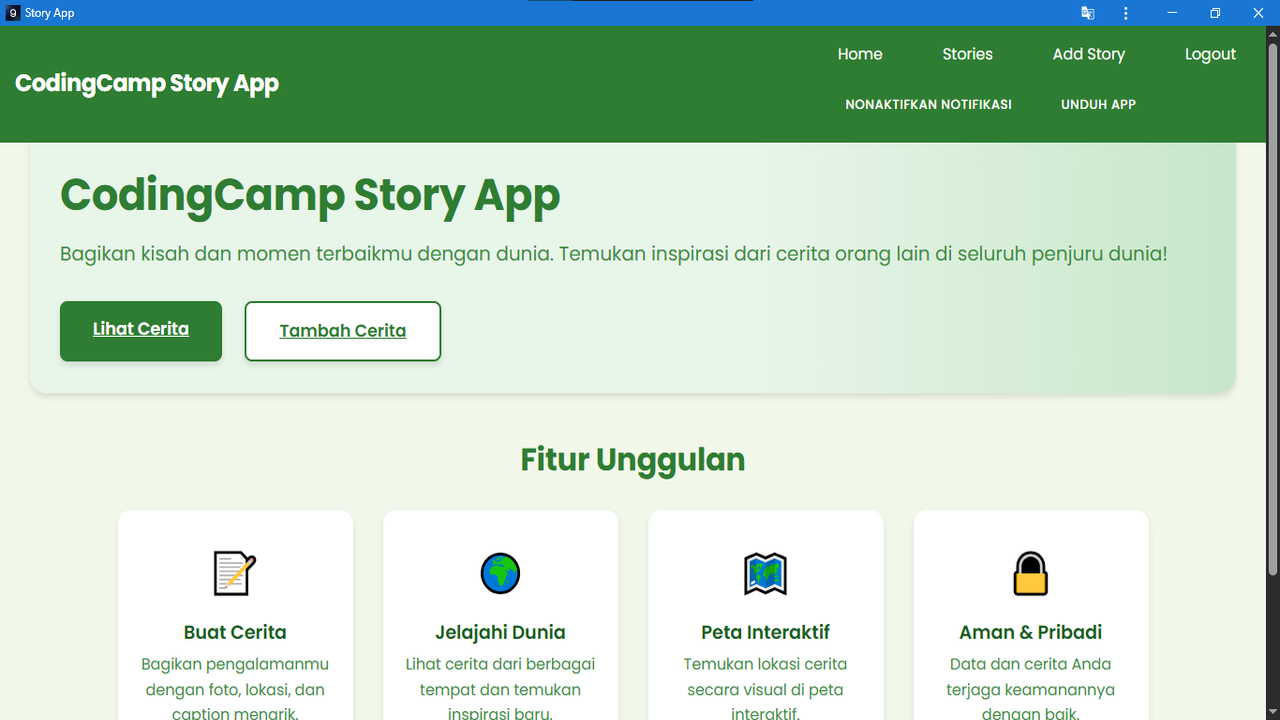 9 Story App
CodingCamp Story App
Home Stories Add Story Logout
NONAKTIFKAN NOTIFIKASI UNDUH APP
CodingCamp Story App
Bagikan kisah dan momen terbaikmu dengan dunia. Temukan inspirasi dari cerita orang lain di seluruh penjuru dunia!
Lihat Cerita
Tambah Cerita
Fitur Unggulan
Buat Cerita
Bagikan pengalamanmu
dengan foto, lokasi, dan
caption menarik.
Jelajahi Dunia
Lihat cerita dari berbagai
tempat dan temukan
inspirasi baru.
Peta Interaktif
Temukan lokasi cerita
secara visual di peta
interaktif.
Aman & Pribadi
Data dan cerita Anda
terjaga keamanannya
dengan baik.